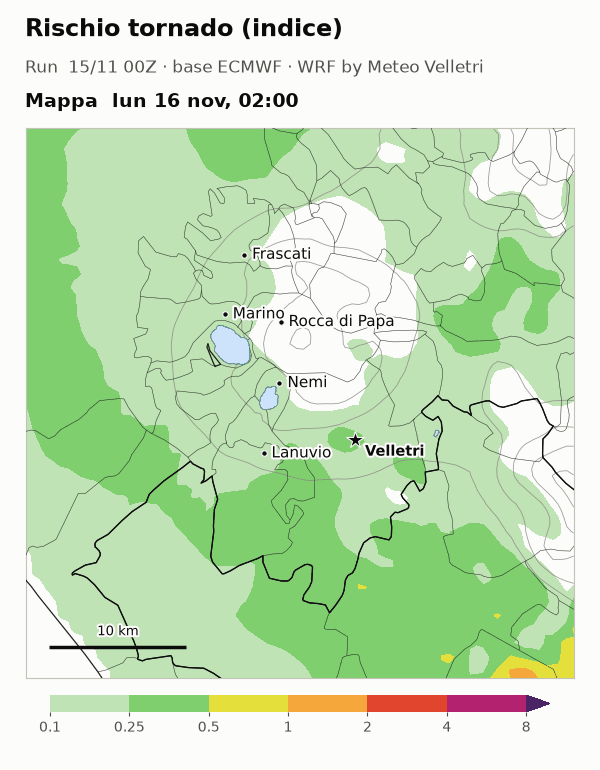 Rischio tornado (indice)
Run  15/11 00Z · base ECMWF · WRF by Meteo Velletri
Mappa  lun 16 nov, 02:00
Frascati
Marino
Rocca di Papa
Nemi
Velletri
Lanuvio
10 km
0.1 0.25 0.5 1 2 4 8